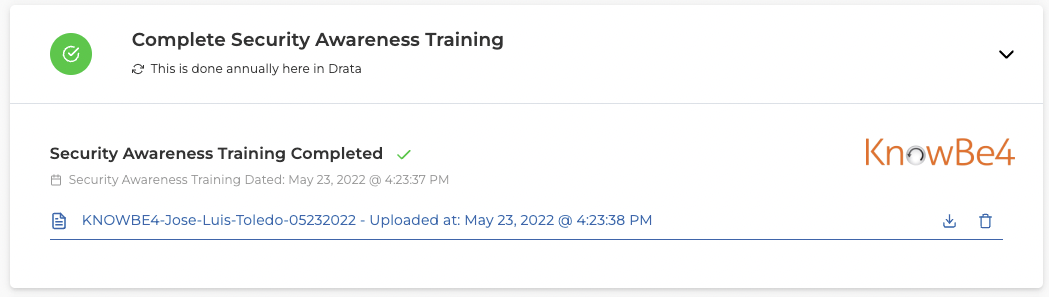 Complete Security Awareness Training
This is done annually here in Drata
Security Awareness Training Completed
KnowBe4
Security Awareness Training Dated: May 23, 2022 @ 4:23:37 PM
KNOWBE4-Jose-Luis-Toledo-05232022 - Uploaded at: May 23, 2022 @ 4:23:38 PM